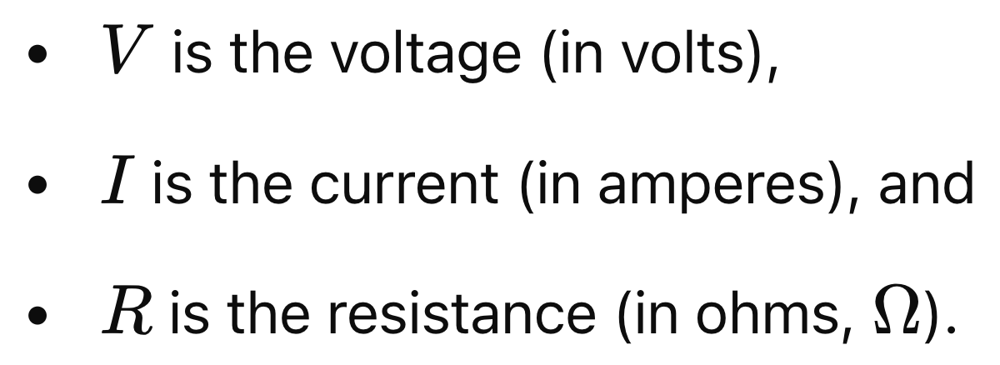 • V is the voltage (in volts),
• I is the current (in amperes), and
• R is the resistance (in ohms, Ω).